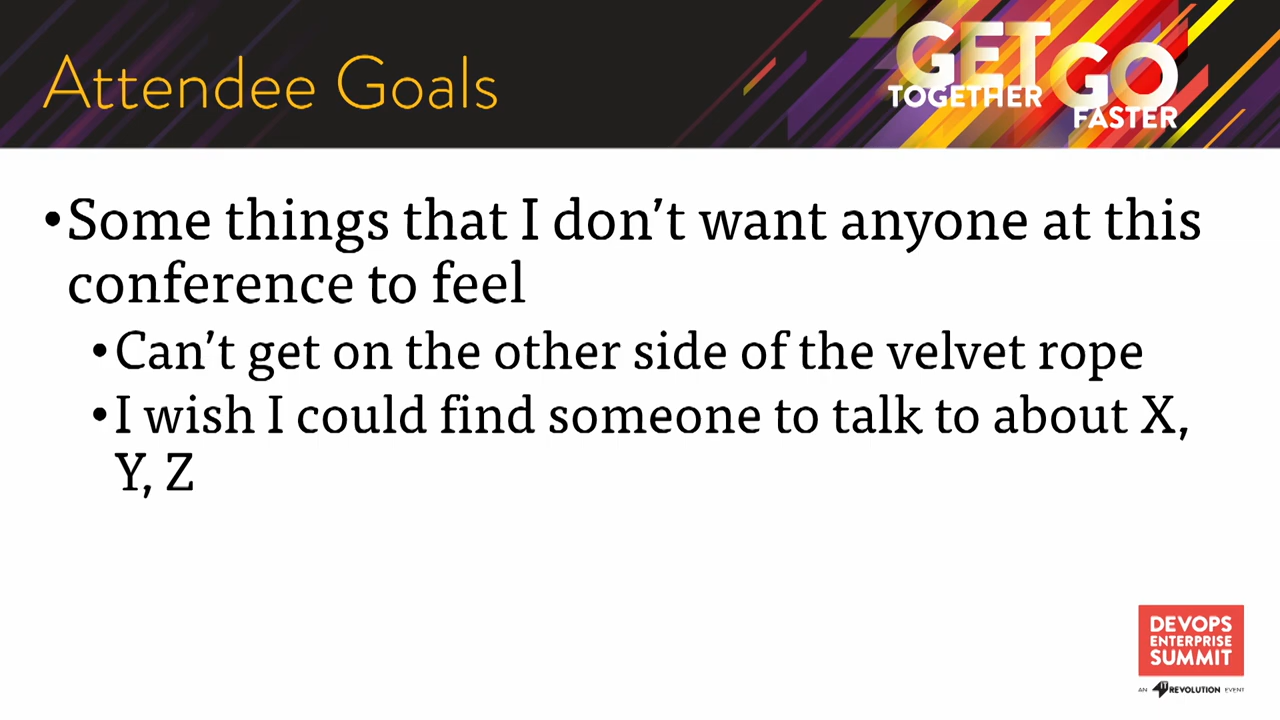 Attendee Goals
GET
TOGETHER
GO
FASTER
•Some things that I don’t want anyone at this
conference to feel
•Can’t get on the other side of the velvet rope
•I wish I could find someone to talk to about X,
Y, Z
DEVOPS
ENTERPRISE
SUMMIT
AN IT REVOLUTION EVENT